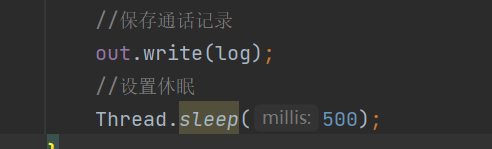 //保存通话记录
out.write(log);
//设置休眠
Thread.sleep( millis: 500);
}